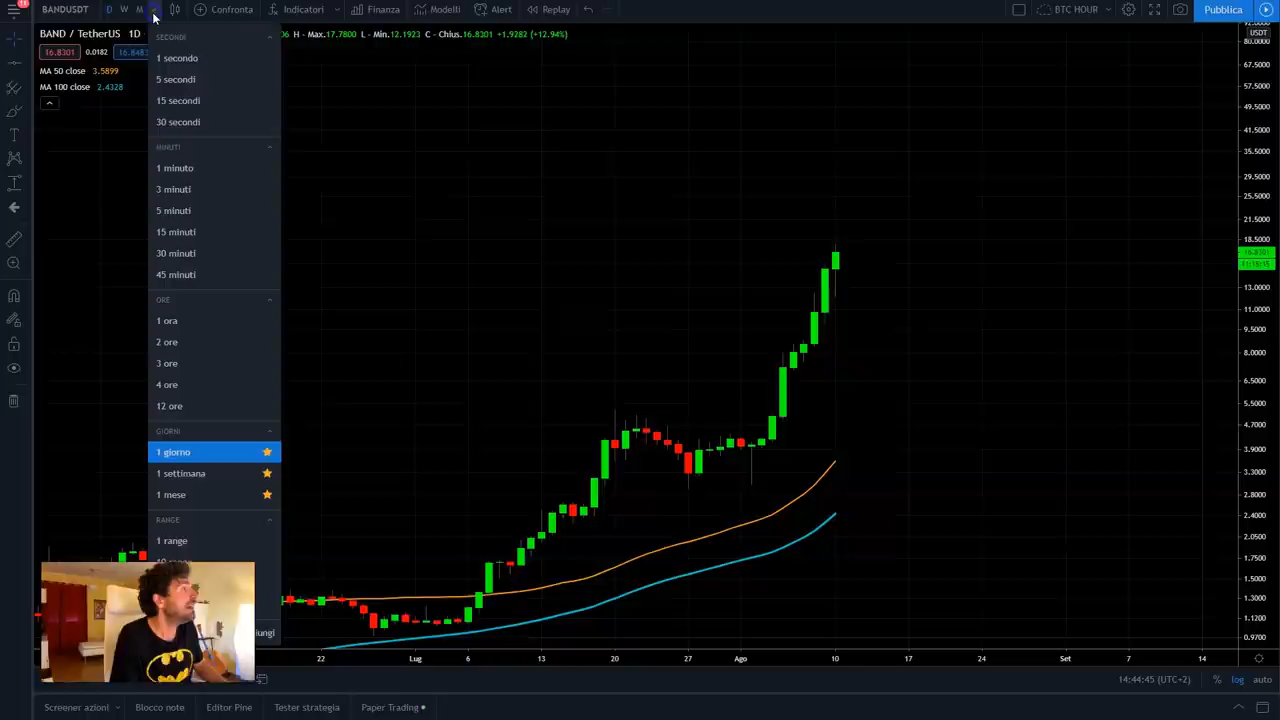 11
BANDUSDT D W M Confronta Indicatori Finanza Modelli Alert Replay BTC HOUR Pubblica
BAND / TetherUS 1D 06 H - Max.17.7800 L - Min.12.1923 C - Chius.16.8301 +1.9282 (+12.94%)
16.8301 0.0182 16.8483
MA 50 close 3.5899
MA 100 close 2.4328
SECONDI
1 secondo
5 secondi
15 secondi
30 secondi
MINUTI
1 minuto
3 minuti
5 minuti
15 minuti
30 minuti
45 minuti
ORE
1 ora
2 ore
3 ore
4 ore
12 ore
GIORNI
1 giorno
1 settimana
1 mese
RANGE
1 range
iungi
USDT
80.0000
67.5000
57.5000
49.5000
41.5000
35.5000
29.5000
25.5000
21.5000
18.5000
16.8301
13.0000
11.0000
9.5000
8.0000
6.5000
5.5000
4.7000
3.9000
3.3000
2.8000
2.4000
2.0500
1.7500
1.5000
1.3000
1.1200
0.9700
22 Lug 6 13 20 27 Ago 10 17 24 Set 7 14
14:44:45 (UTC+2) % log auto
Screener azioni Blocco note Editor Pine Tester strategia Paper Trading